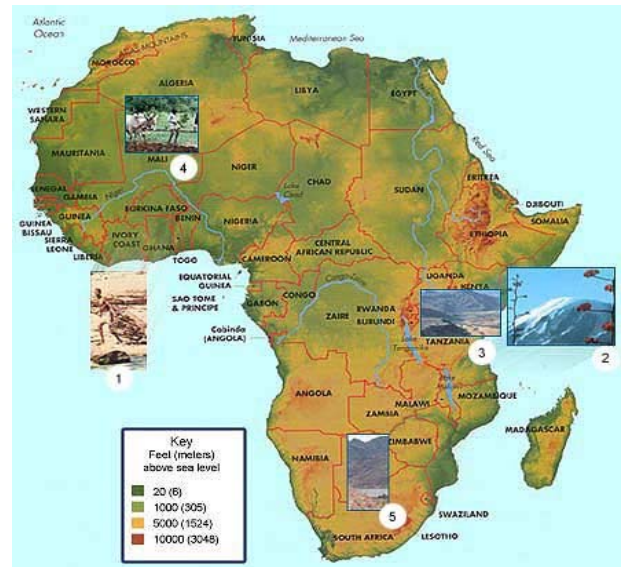 Atlantic
Ocean
Mediterranean Sea
ATLAS MOUNTAINS
TUNISIA
MOROCCO
ALGERIA
LIBYA
EGYPT
WESTERN
SAHARA
Red Sea
MAURITANIA
MALI
4
NIGER
CHAD
SUDAN
ERITREA
SENEGAL
GAMBIA
Niger
Lake
Chad
DJIBOUTI
GUINEA
BURKINA FASO
BENIN
NIGERIA
SOMALIA
GUINEA
BISSAU
IVORY
COAST
GHANA
ETHIOPIA
SIERRA
LEONE
LIBERIA
TOGO
CAMEROON
CENTRAL
AFRICAN REPUBLIC
EQUATORIAL
GUINEA
UGANDA
KENYA
SAO TOME
& PRINCIPE
GABON
CONGO
ZAIRE
RWANDA
BURUNDI
Cabinda
(ANGOLA)
TANZANIA
3
2
Lake
Tanganyika
1
ANGOLA
MALAWI
MOZAMBIQUE
ZAMBIA
MADAGASCAR
ZIMBABWE
NAMIBIA
5
SWAZILAND
SOUTH AFRICA
LESOTHO
Key
Feel (meters)
above sea level
20 (6)
1000 (305)
5000 (1524)
10000 (3048)